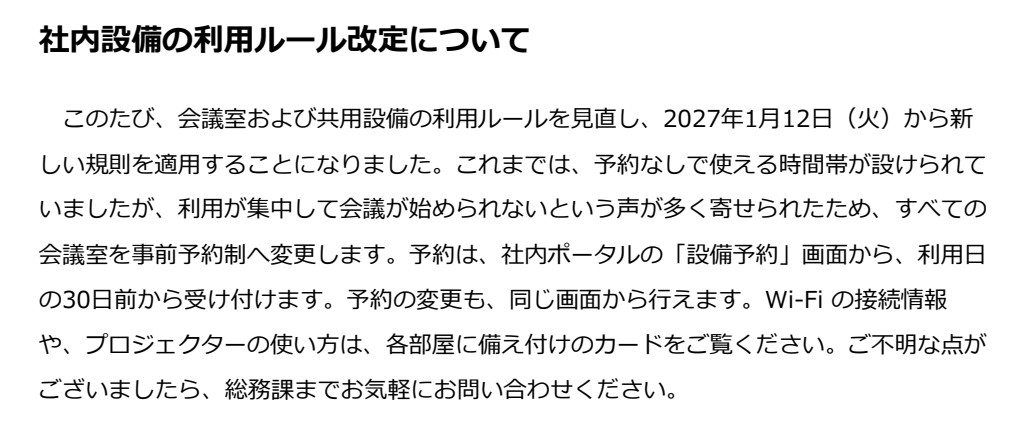 社内設備の利用ルール改定について
　このたび、会議室および共用設備の利用ルールを見直し、2027年1月12日（火）から新
しい規則を適用することになりました。これまでは、予約なしで使える時間帯が設けられて
いましたが、利用が集中して会議が始められないという声が多く寄せられたため、すべての
会議室を事前予約制へ変更します。予約は、社内ポータルの「設備予約」画面から、利用日
の30日前から受け付けます。予約の変更も、同じ画面から行えます。Wi-Fi の接続情報
や、プロジェクターの使い方は、各部屋に備え付けのカードをご覧ください。ご不明な点が
ございましたら、総務課までお気軽にお問い合わせください。